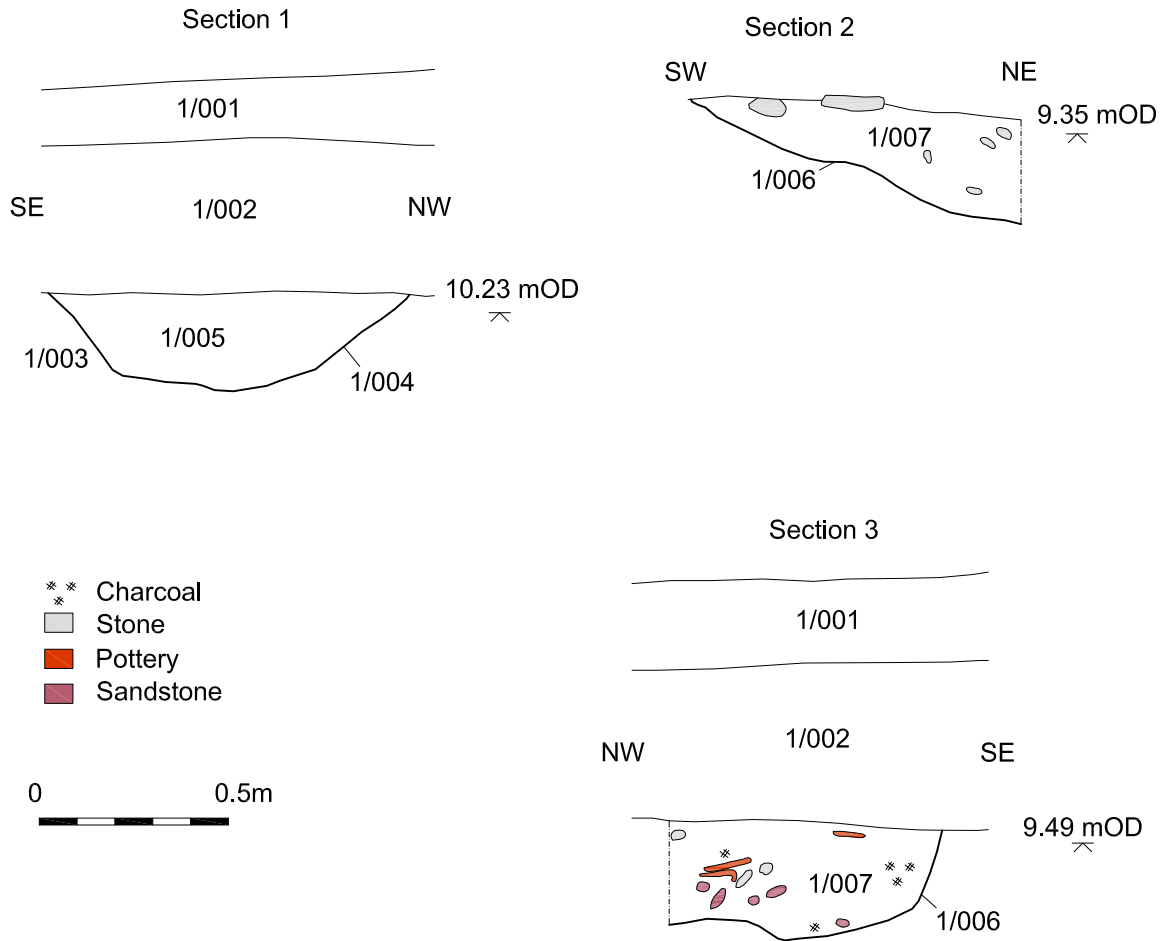 Section 1
1/001
1/002
SE
NW
10.23 mOD
1/005
1/003
1/004
Section 2
SW
NE
9.35 mOD
1/007
1/006
Charcoal
Stone
Pottery
Sandstone
0 0.5m
Section 3
1/001
1/002
NW
SE
9.49 mOD
1/007
1/006